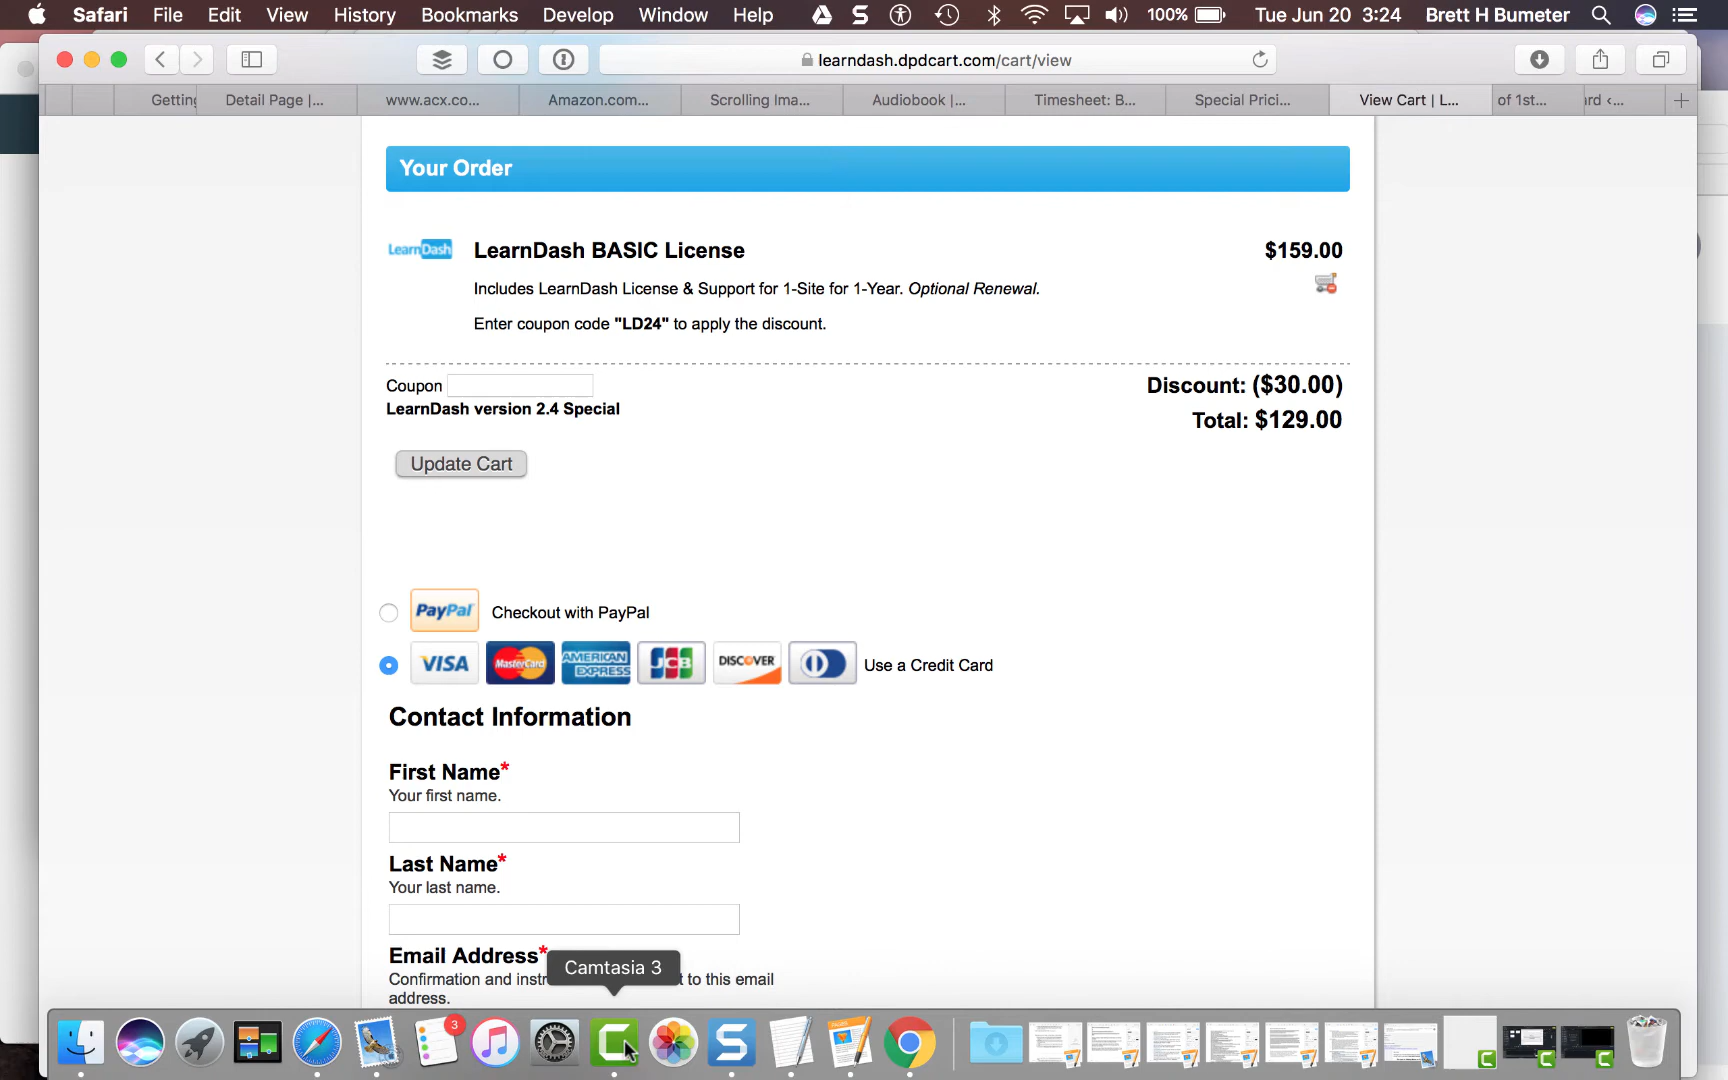 Safari File Edit View History Bookmarks Develop Window Help 100% Tue Jun 20 3:24 Brett H Bumeter
learndash.dpdcart.com/cart/view
Getting Detail Page |... www.acx.co... Amazon.com... Scrolling Ima... Audiobook |... Timesheet: B... Special Prici... View Cart | L... of 1st... ard ‹...
Your Order
LearnDash LearnDash BASIC License $159.00
Includes LearnDash License & Support for 1-Site for 1-Year. Optional Renewal.
Enter coupon code "LD24" to apply the discount.
Coupon Discount: ($30.00)
LearnDash version 2.4 Special
Total: $129.00
Update Cart
PayPal Checkout with PayPal
VISA MasterCard AMERICAN EXPRESS JCB DISCOVER Use a Credit Card
Contact Information
First Name*
Your first name.
Last Name*
Your last name.
Email Address*
Camtasia 3
Confirmation and instr t to this email
address.
3